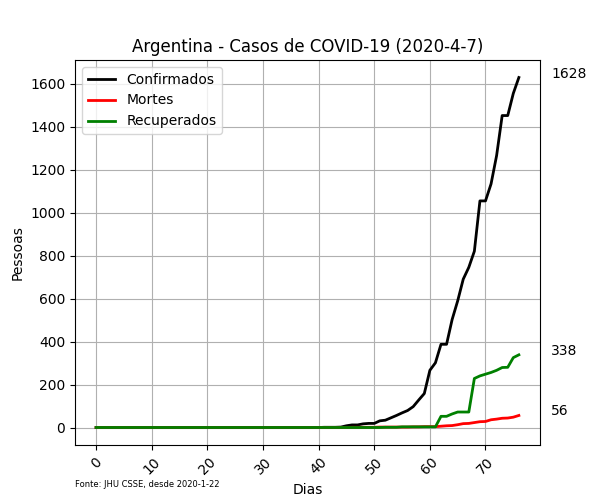 Argentina - Casos de COVID-19 (2020-4-7)
Confirmados
Mortes
Recuperados
1628
338
56
Pessoas
1600
1400
1200
1000
800
600
400
200
0
0 10 20 30 40 50 60 70
Fonte: JHU CSSE, desde 2020-1-22
Dias